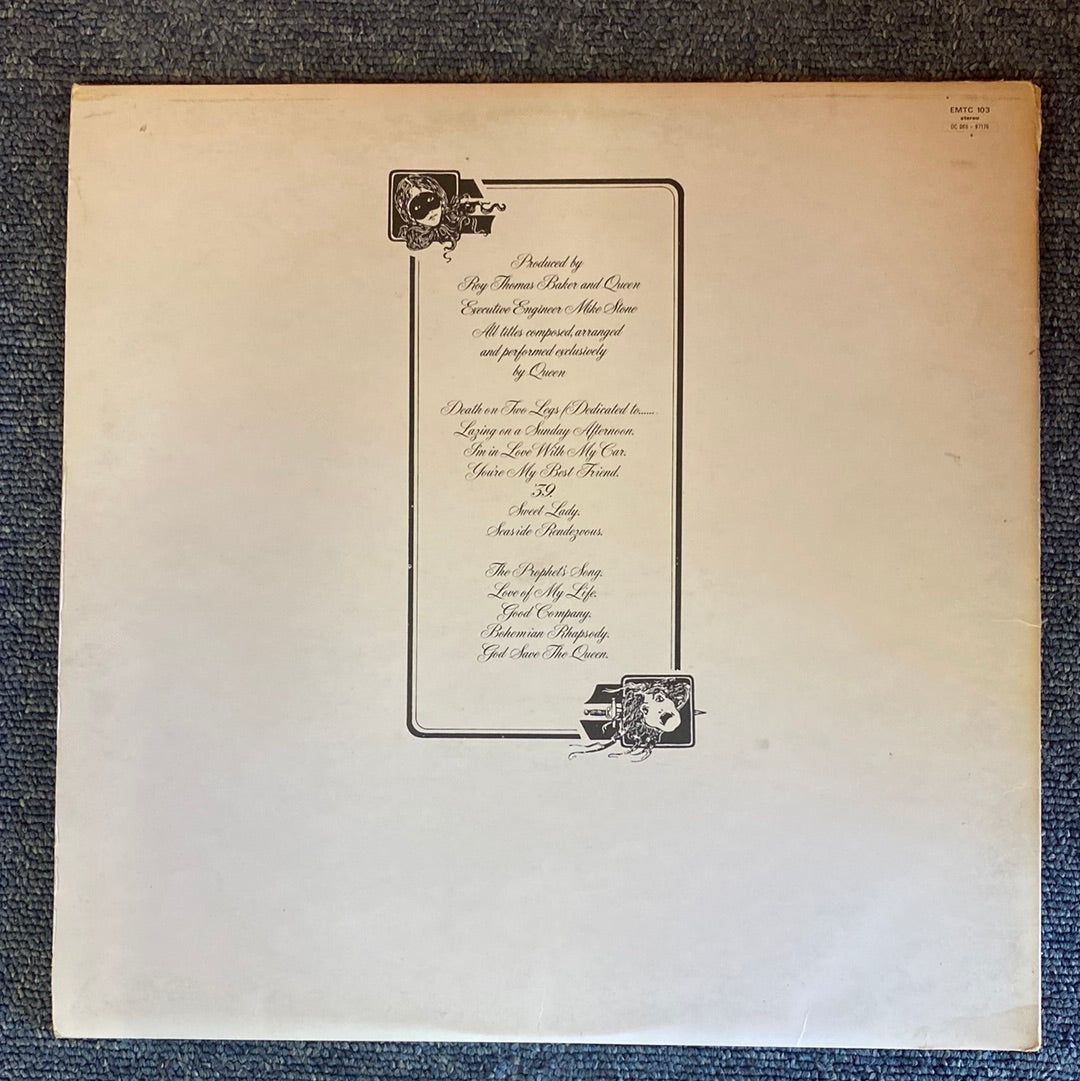 EMTC 103
stereo
OC 066 - 97176
Produced by
Roy Thomas Baker and Queen
Executive Engineer Mike Stone
All titles composed, arranged
and performed exclusively
by Queen
Death on Two Legs (Dedicated to......
Lazing on a Sunday Afternoon.
I'm in Love With My Car.
You're My Best Friend.
'39.
Sweet Lady.
Seaside Rendezvous.
The Prophet's Song.
Love of My Life.
Good Company.
Bohemian Rhapsody.
God Save The Queen.